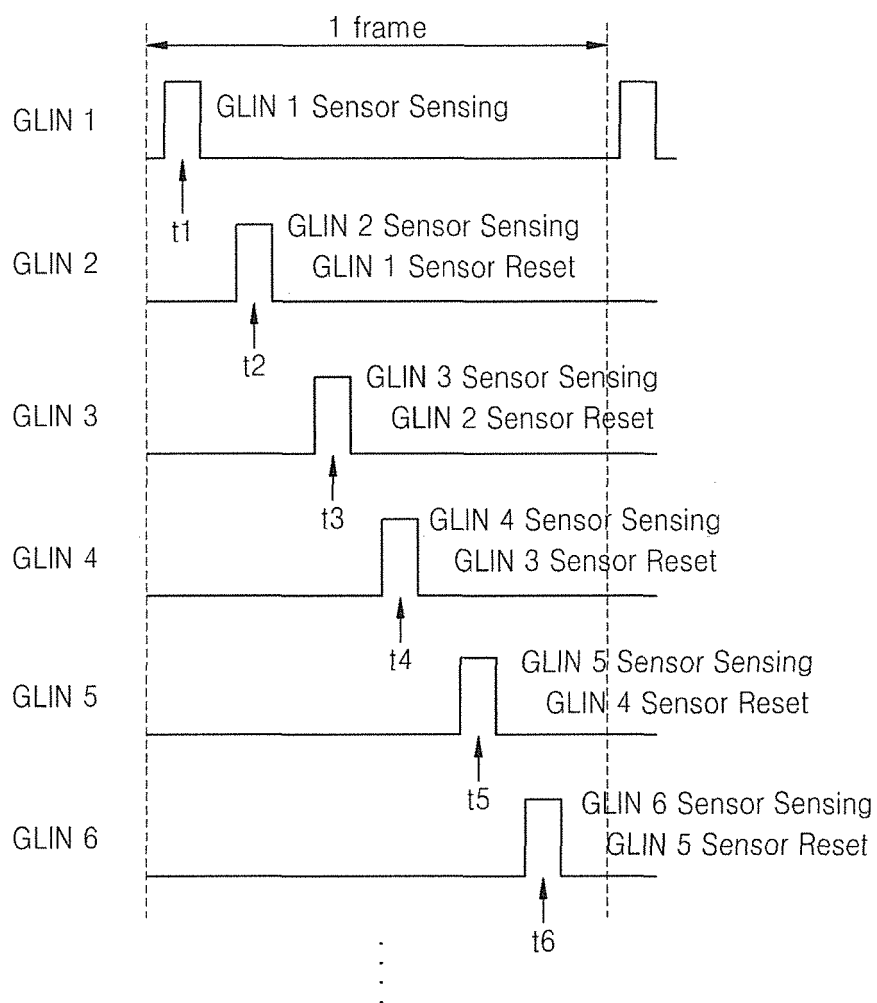 1 frame
GLIN 1
GLIN 1 Sensor Sensing
t1
GLIN 2 Sensor Sensing
GLIN 2
GLIN 1 Sensor Reset
t2
GLIN 3 Sensor Sensing
GLIN 3
GLIN 2 Sensor Reset
t3
GLIN 4 Sensor Sensing
GLIN 4
GLIN 3 Sensor Reset
t4
GLIN 5 Sensor Sensing
GLIN 5
GLIN 4 Sensor Reset
t5
GLIN 6 Sensor Sensing
GLIN 6
GLIN 5 Sensor Reset
t6